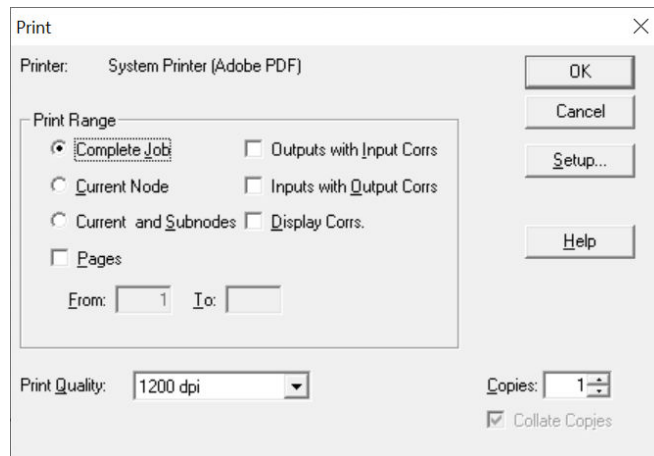 Print
Printer: System Printer (Adobe PDF)
OK
Cancel
Setup...
Help
Print Range
Complete Job
Outputs with Input Corrs
Current Node
Inputs with Output Corrs
Current and Subnodes
Display Corrs.
Pages
From: 1 To:
Print Quality: 1200 dpi
Copies: 1
Collate Copies